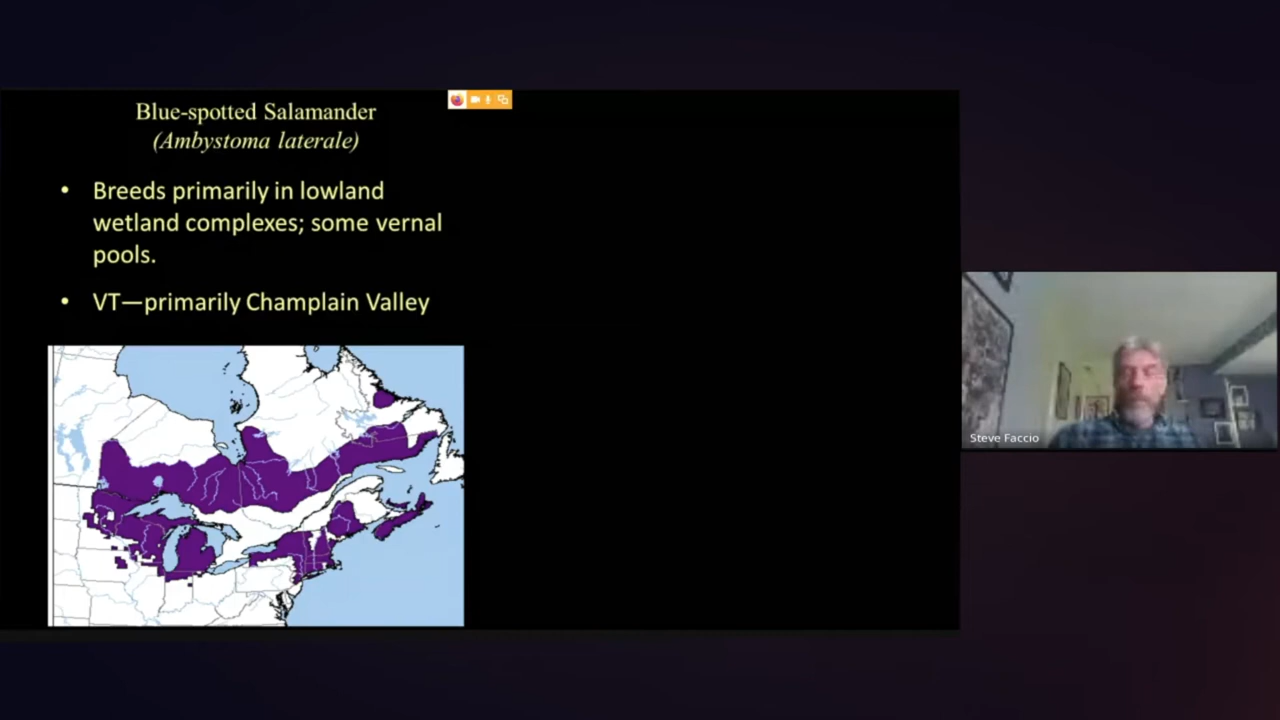 Blue-spotted Salamander
(Ambystoma laterale)
• Breeds primarily in lowland
wetland complexes; some vernal
pools.
• VT—primarily Champlain Valley
Steve Faccio